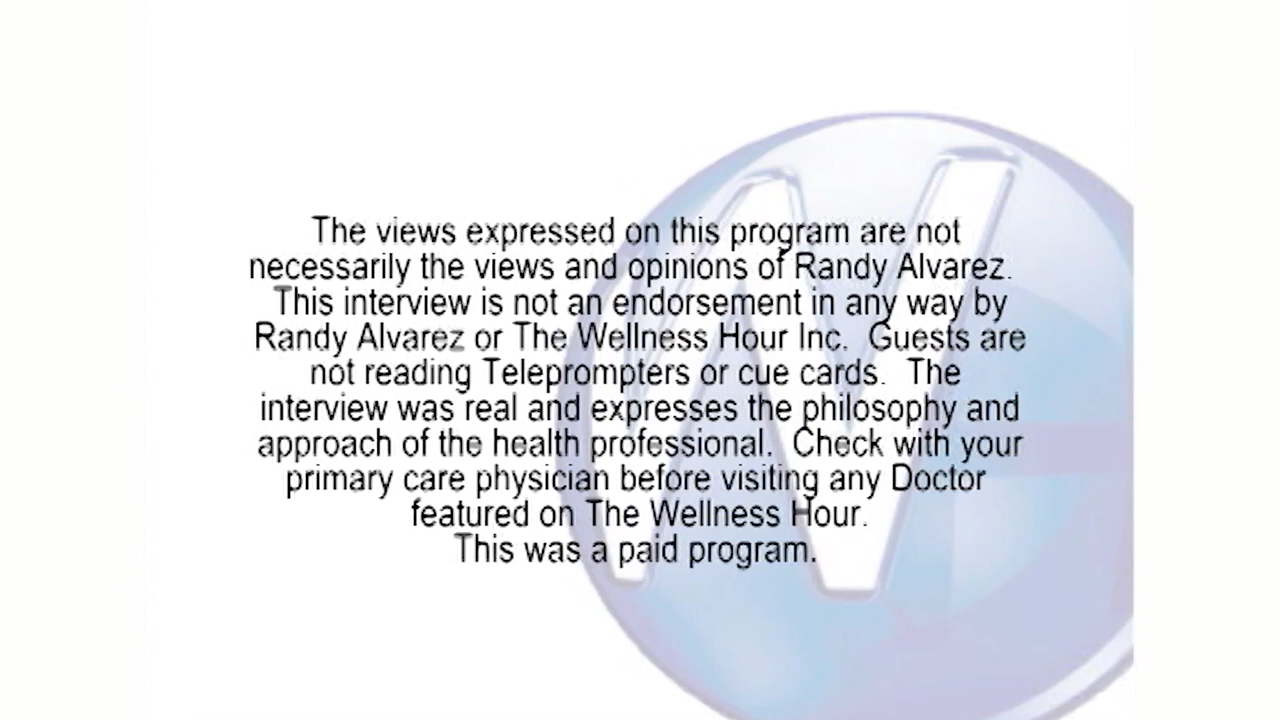 The views expressed on this program are not
necessarily the views and opinions of Randy Alvarez.
This interview is not an endorsement in any way by
Randy Alvarez or The Wellness Hour Inc.  Guests are
not reading Teleprompters or cue cards.  The
interview was real and expresses the philosophy and
approach of the health professional.  Check with your
primary care physician before visiting any Doctor
featured on The Wellness Hour.
This was a paid program.